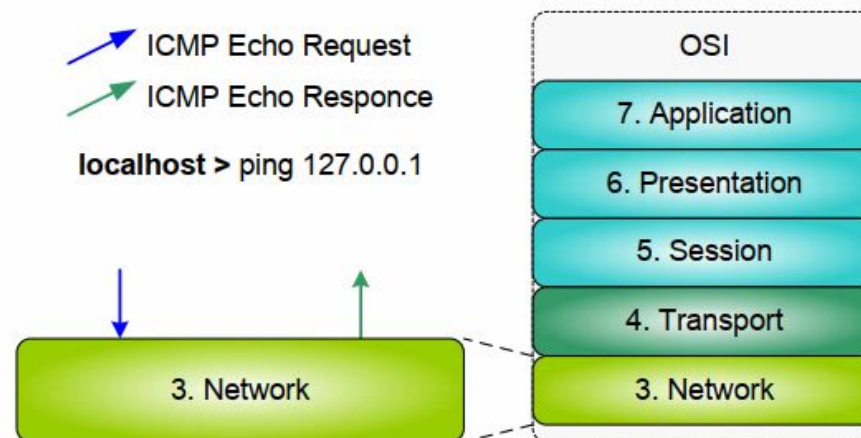 ICMP Echo Request
ICMP Echo Responce
localhost > ping 127.0.0.1
3. Network
OSI
7. Application
6. Presentation
5. Session
4. Transport
3. Network